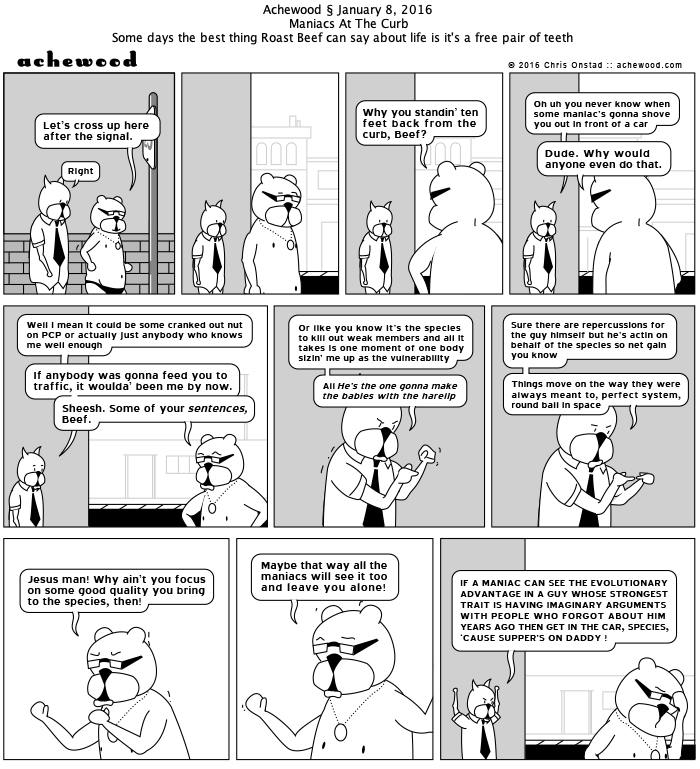 Achewood § January 8, 2016
Maniacs At The Curb
Some days the best thing Roast Beef can say about life is it's a free pair of teeth
achewood
© 2016 Chris Onstad :: achewood.com
Let's cross up here
after the signal.
Right
Why you standin' ten
feet back from the
curb, Beef?
Oh uh you never know when
some maniac's gonna shove
you out in front of a car
Dude. Why would
anyone even do that.
Well I mean it could be some cranked out nut
on PCP or actually just anybody who knows
me well enough
If anybody was gonna feed you to
traffic, it woulda' been me by now.
Sheesh. Some of your sentences,
Beef.
Or like you know it's the species
to kill out weak members and all it
takes is one moment of one body
sizin' me up as the vulnerability
All He's the one gonna make
the babies with the harelip
Sure there are repercussions for
the guy himself but he's actin on
behalf of the species so net gain
you know
Things move on the way they were
always meant to, perfect system,
round ball in space
Jesus man! Why ain't you focus
on some good quality you bring
to the species, then!
Maybe that way all the
maniacs will see it too
and leave you alone!
IF A MANIAC CAN SEE THE EVOLUTIONARY
ADVANTAGE IN A GUY WHOSE STRONGEST
TRAIT IS HAVING IMAGINARY ARGUMENTS
WITH PEOPLE WHO FORGOT ABOUT HIM
YEARS AGO THEN GET IN THE CAR, SPECIES,
'CAUSE SUPPER'S ON DADDY !